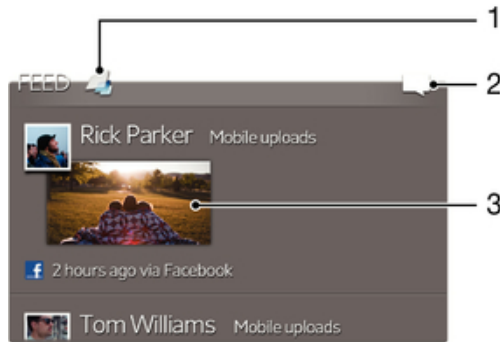 1
FEED
2
Rick Parker Mobile uploads
3
f 2 hours ago via Facebook
Tom Williams Mobile uploads